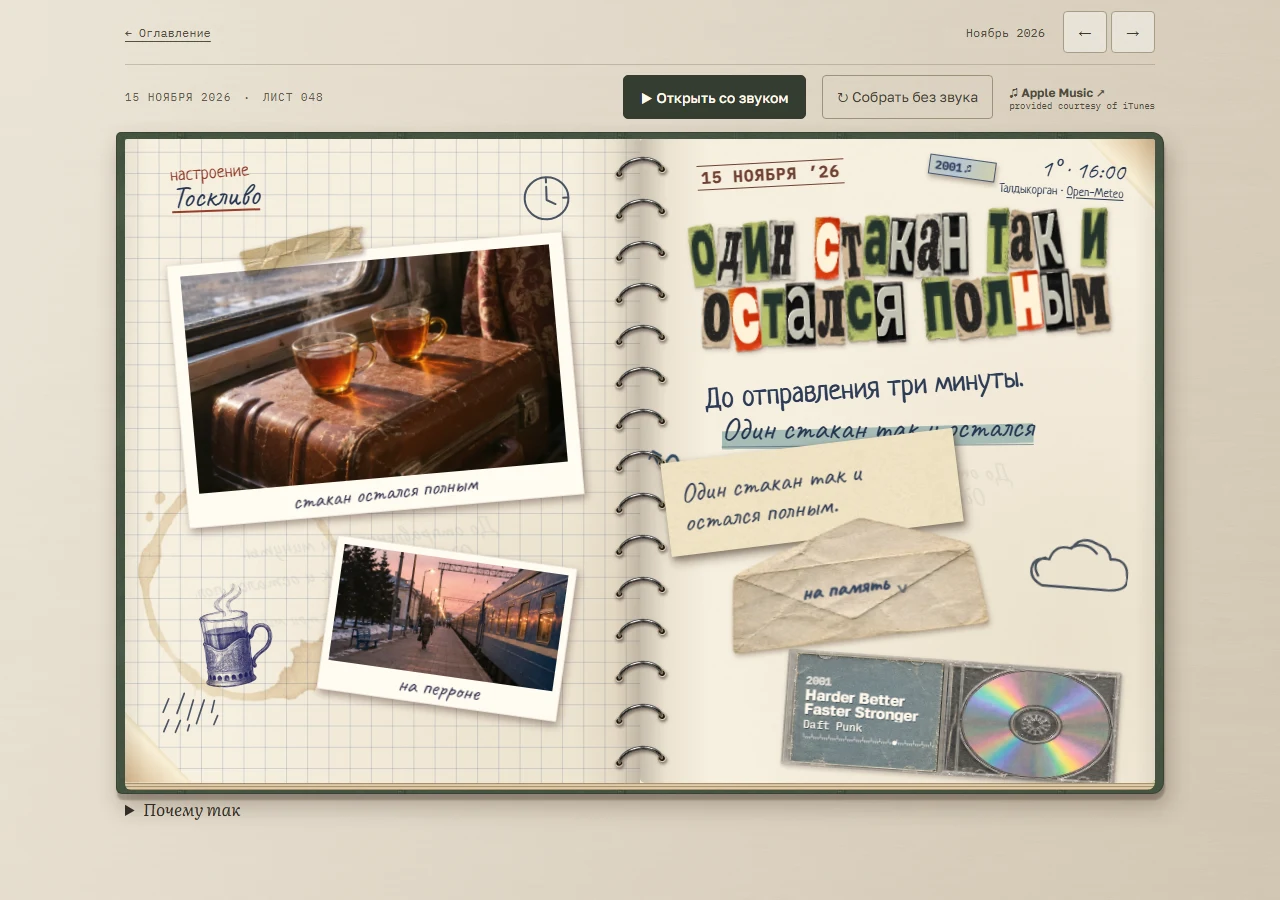 ← Оглавление
Ноябрь 2026
←
→
15 НОЯБРЯ 2026 · ЛИСТ 048
▶ Открыть со звуком
↻ Собрать без звука
♫ Apple Music ↗
provided courtesy of iTunes
настроение
Тоскливо
стакан остался полным
на перроне
15 НОЯБРЯ ’26
2001♫
1°· 16:00
Талдыкорган · Open-Meteo
ОДИН СТАКАН ТАК И
ОСТАЛСЯ ПОЛНЫМ
До отправления три минуты.
Один стакан так и остался
Один стакан так и
остался полным.
на память
2001
Harder Better
Faster Stronger
Daft Punk
▶ Почему так